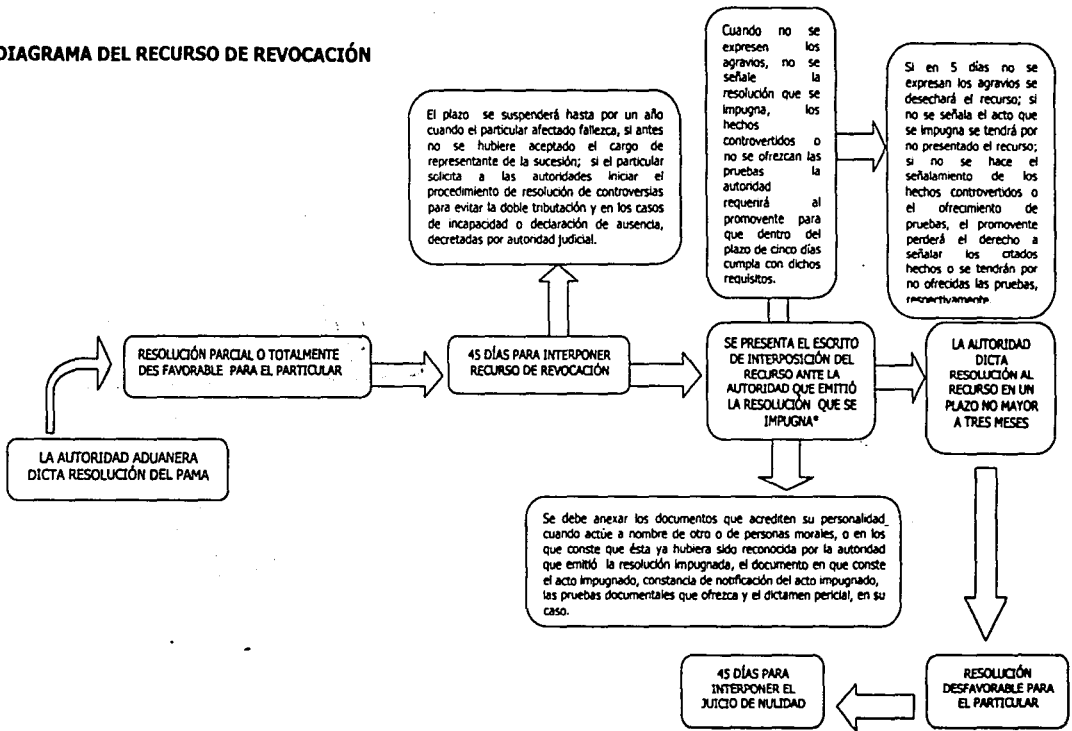 DIAGRAMA DEL RECURSO DE REVOCACIÓN
El plazo se suspenderá hasta por un año
cuando el particular afectado fallezca, si antes
no se hubiere aceptado el cargo de
representante de la sucesión; si el particular
solicita a las autoridades iniciar el
procedimiento de resolución de controversias
para evitar la doble tributación y en los casos
de incapacidad o declaración de ausencia,
decretadas por autoridad judicial.
Cuando no se
expresen los
agravios, no se
señale la
resolución que se
impugna, los
hechos
controvertidos o
no se ofrezcan las
pruebas la
autoridad
requerirá al
promovente para
que dentro del
plazo de cinco días
cumpla con dichos
requisitos.
Si en 5 días no se
expresan los agravios se
desechará el recurso; si
no se señala el acto que
se impugna se tendrá por
no presentado el recurso;
si no se hace el
señalamiento de los
hechos controvertidos o
el ofrecimiento de
pruebas, el promovente
perderá el derecho a
señalar los citados
hechos o se tendrán por
no ofrecidas las pruebas,
respectivamente.
RESOLUCIÓN PARCIAL O TOTALMENTE
DES FAVORABLE PARA EL PARTICULAR
45 DÍAS PARA INTERPONER
RECURSO DE REVOCACIÓN
SE PRESENTA EL ESCRITO
DE INTERPOSICIÓN DEL
RECURSO ANTE LA
AUTORIDAD QUE EMITIÓ
LA RESOLUCIÓN QUE SE
IMPUGNA*
LA AUTORIDAD
DICTA
RESOLUCIÓN AL
RECURSO EN UN
PLAZO NO MAYOR
A TRES MESES
LA AUTORIDAD ADUANERA
DICTA RESOLUCIÓN DEL PAMA
Se debe anexar los documentos que acrediten su personalidad
cuando actúe a nombre de otro o de personas morales, o en los
que conste que ésta ya hubiera sido reconocida por la autoridad
que emitió la resolución impugnada, el documento en que conste
el acto impugnado, constancia de notificación del acto impugnado,
las pruebas documentales que ofrezca y el dictamen pericial, en su
caso.
45 DÍAS PARA
INTERPONER EL
JUICIO DE NULIDAD
RESOLUCIÓN
DESFAVORABLE PARA
EL PARTICULAR